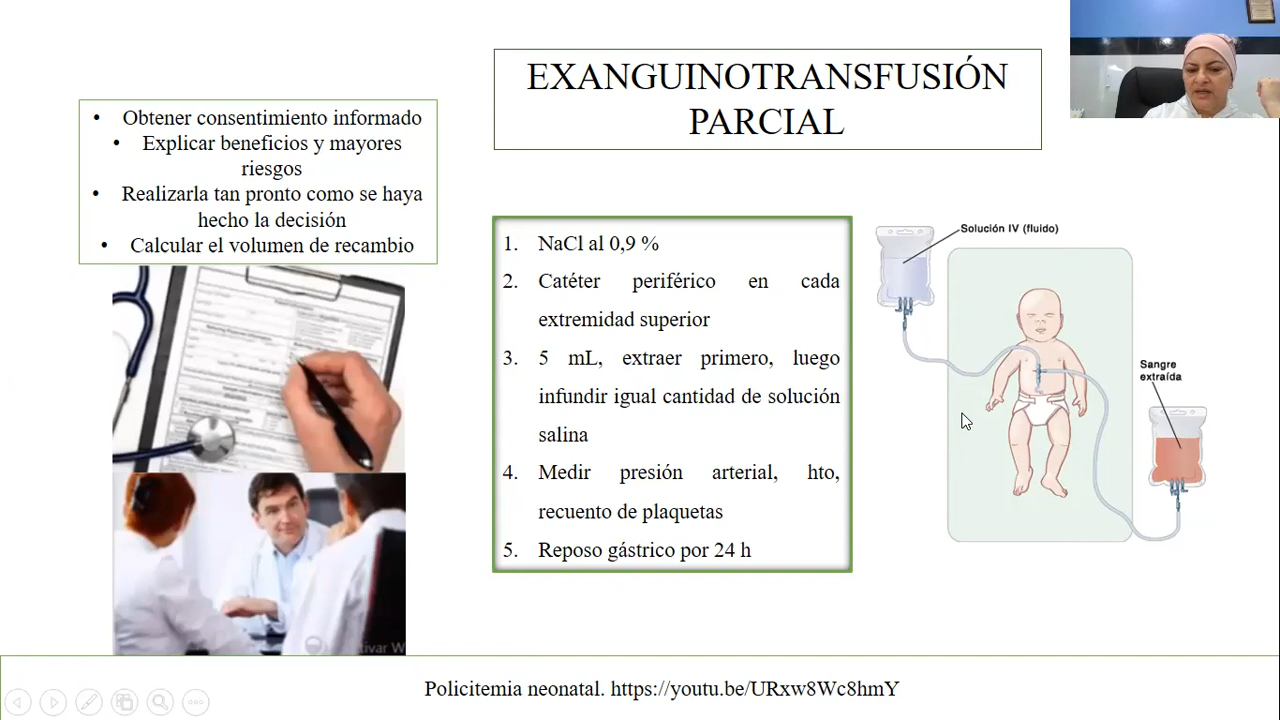 EXANGUINOTRANSFUSIÓN
PARCIAL
• Obtener consentimiento informado
• Explicar beneficios y mayores
riesgos
• Realizarla tan pronto como se haya
hecho la decisión
• Calcular el volumen de recambio
1. NaCl al 0,9 %
2. Catéter periférico en cada
extremidad superior
3. 5 mL, extraer primero, luego
infundir igual cantidad de solución
salina
4. Medir presión arterial, hto,
recuento de plaquetas
5. Reposo gástrico por 24 h
Solución IV (fluido)
Sangre
extraída
Policitemia neonatal. https://youtu.be/URxw8Wc8hmY